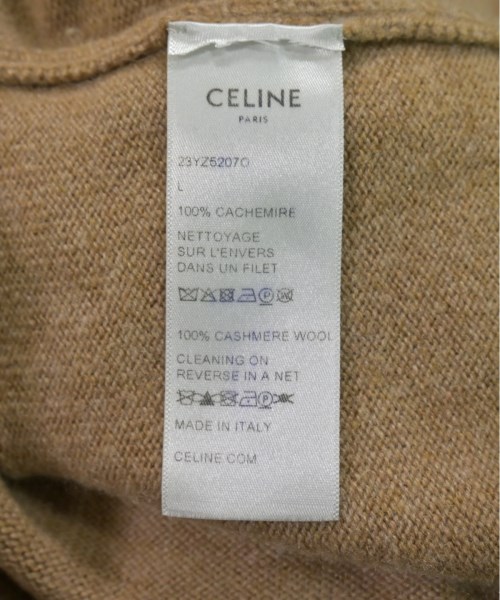 CELINE
PARIS
23YZ5207O
L
100% CACHEMIRE
NETTOYAGE
SUR L'ENVERS
DANS UN FILET
100% CASHMERE WOOL
CLEANING ON
REVERSE IN A NET
MADE IN ITALY
CELINE.COM